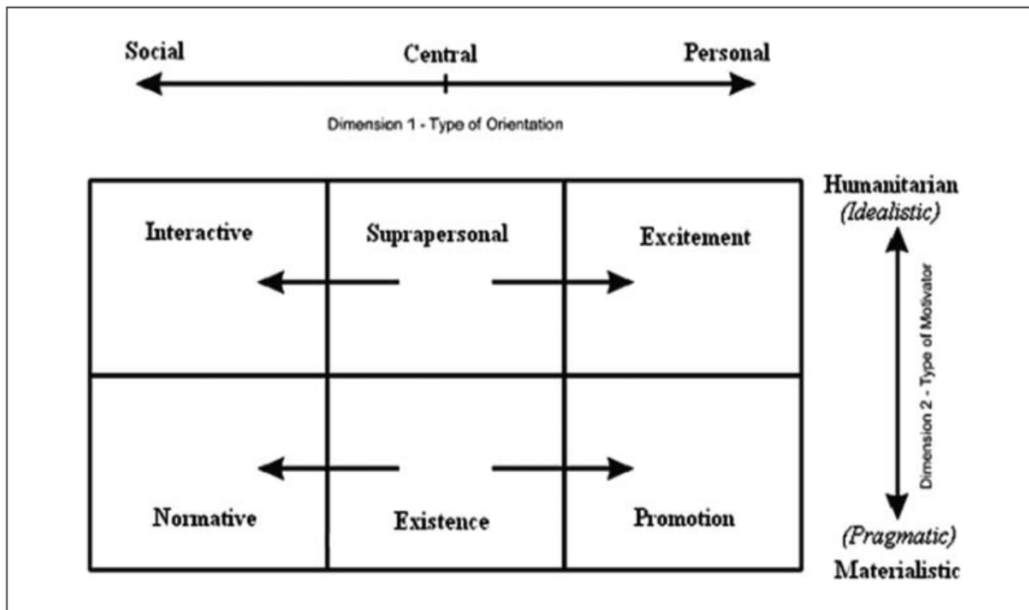 Social Central Personal
Dimension 1 - Type of Orientation
Humanitarian
(Idealistic)
Interactive Suprapersonal Excitement
Dimension 2 - Type of Motivator
Normative Existence Promotion
(Pragmatic)
Materialistic